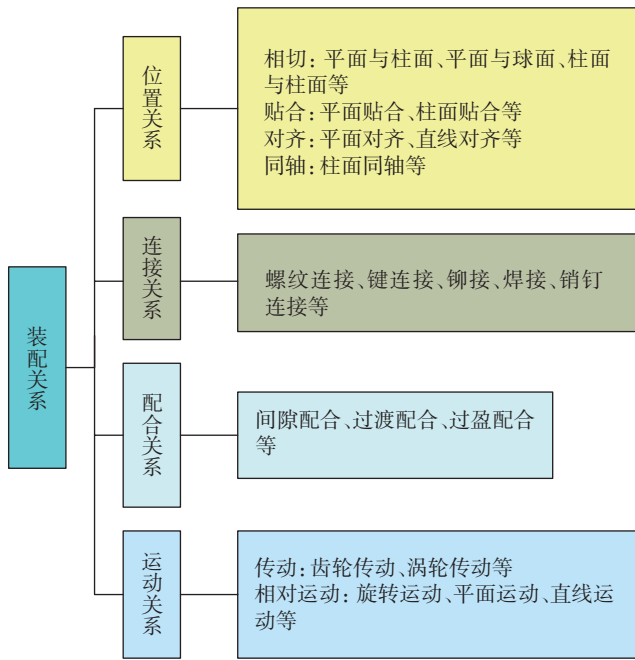 装配关系
位置关系
相切：平面与柱面、平面与球面、柱面
与柱面等
贴合：平面贴合、柱面贴合等
对齐：平面对齐、直线对齐等
同轴：柱面同轴等
连接关系
螺纹连接、键连接、铆接、焊接、销钉
连接等
配合关系
间隙配合、过渡配合、过盈配合
等
运动关系
传动：齿轮传动、涡轮传动等
相对运动：旋转运动、平面运动、直线运
动等